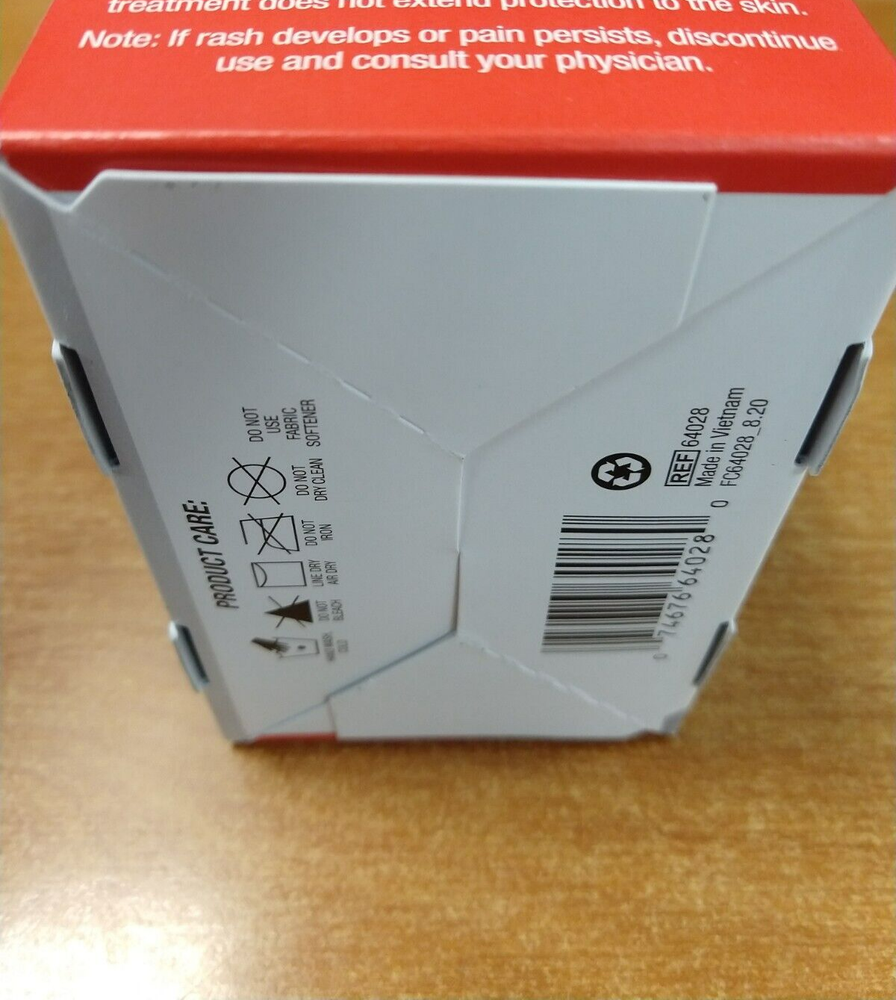 treatment does not extend protection to the skin.
Note: If rash develops or pain persists, discontinue
use and consult your physician.
PRODUCT CARE:
HAND WASH
COLD
DO NOT
BLEACH
LINE DRY
AIR DRY
DO NOT
IRON
DO NOT
DRY CLEAN
DO NOT
USE
FABRIC
SOFTENER
REF 64028
Made in Vietnam
FC64028_8.20
0 74676 64028 0